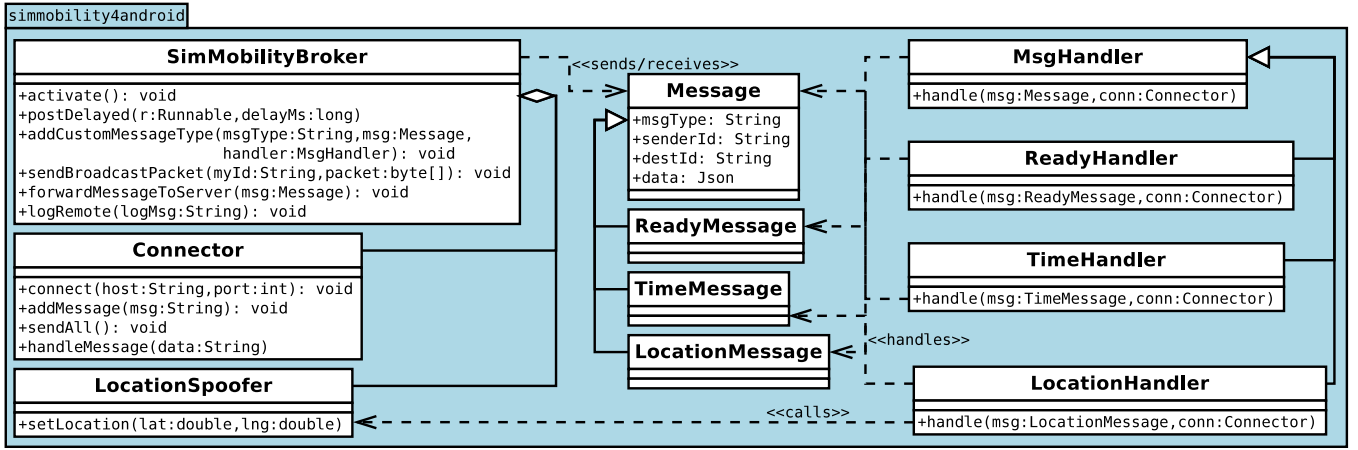 simmobility4android
SimMobilityBroker
+activate(): void
+postDelayed(r:Runnable,delayMs:long)
+addCustomMessageType(msgType:String,msg:Message,
handler:MsgHandler): void
+sendBroadcastPacket(myId:String,packet:byte[]): void
+forwardMessageToServer(msg:Message): void
+logRemote(logMsg:String): void
Connector
+connect(host:String,port:int): void
+addMessage(msg:String): void
+sendAll(): void
+handleMessage(data:String)
LocationSpoofer
+setLocation(lat:double,lng:double)
<<sends/receives>>
Message
+msgType: String
+senderId: String
+destId: String
+data: Json
ReadyMessage
TimeMessage
LocationMessage
<<handles>>
<<calls>>
MsgHandler
+handle(msg:Message,conn:Connector)
ReadyHandler
+handle(msg:ReadyMessage,conn:Connector)
TimeHandler
+handle(msg:TimeMessage,conn:Connector)
LocationHandler
+handle(msg:LocationMessage,conn:Connector)